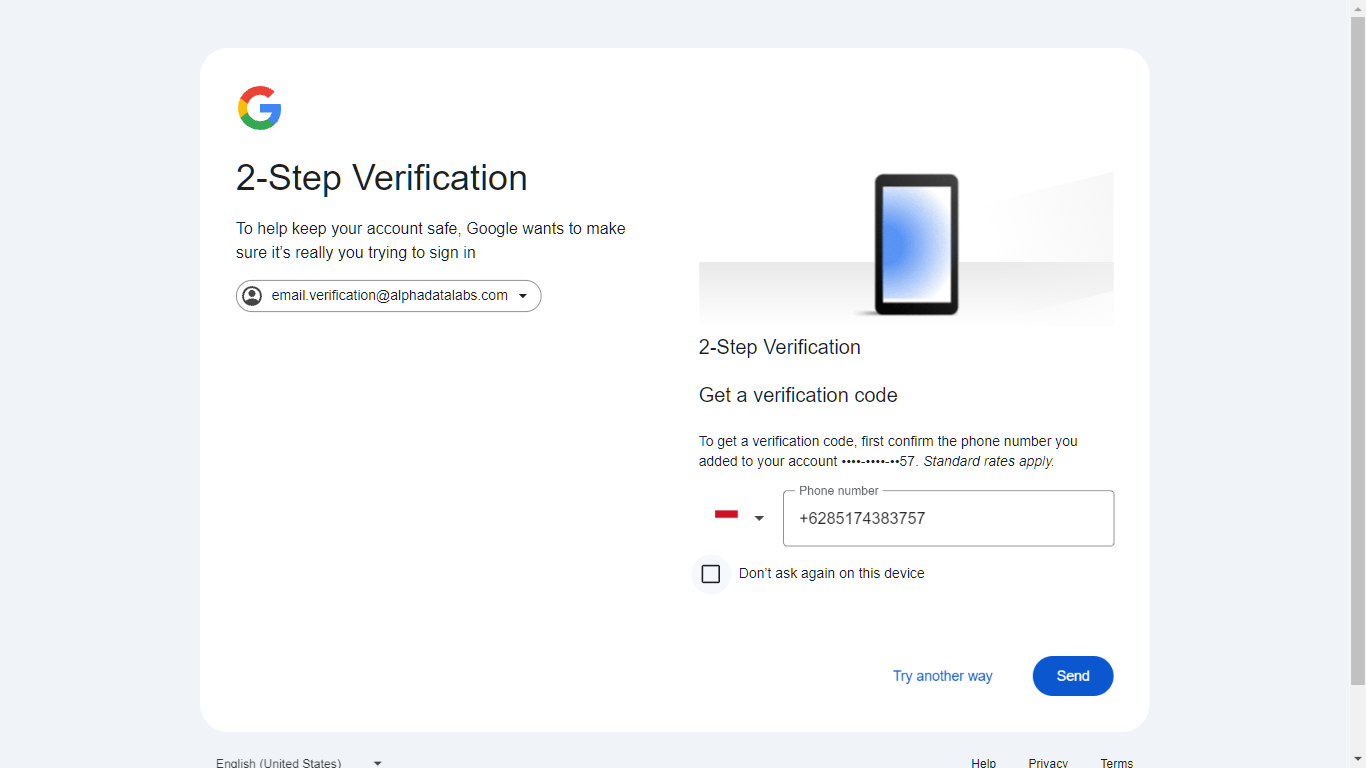 2-Step Verification
To help keep your account safe, Google wants to make
sure it’s really you trying to sign in
email.verification@alphadatalabs.com
2-Step Verification
Get a verification code
To get a verification code, first confirm the phone number you
added to your account ••••-••••-••57. Standard rates apply.
Phone number
+6285174383757
Don’t ask again on this device
Try another way
Send
English (United States)
Help
Privacy
Terms